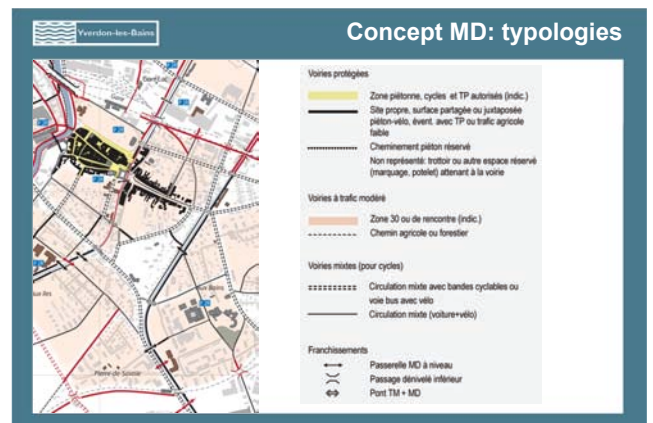 Yverdon-les-Bains
Concept MD: typologies
Voiries protégées
Zone piétonne, cycles et TP autorisés (indic.)
Site propre, surface partagée ou juxtaposée
piéton-vélo, évent. avec TP ou trafic agricole
faible
Cheminement piéton réservé
Non représenté: trottoir ou autre espace réservé
(marquage, potelet) attenant à la voirie
Voiries à trafic modéré
Zone 30 ou de rencontre (indic.)
Chemin agricole ou forestier
Voiries mixtes (pour cycles)
Circulation mixte avec bandes cyclables ou
voie bus avec vélo
Circulation mixte (voiture+vélo)
Franchissements
Passerelle MD à niveau
Passage dénivelé inférieur
Pont TM + MD
Pierre de Savoie